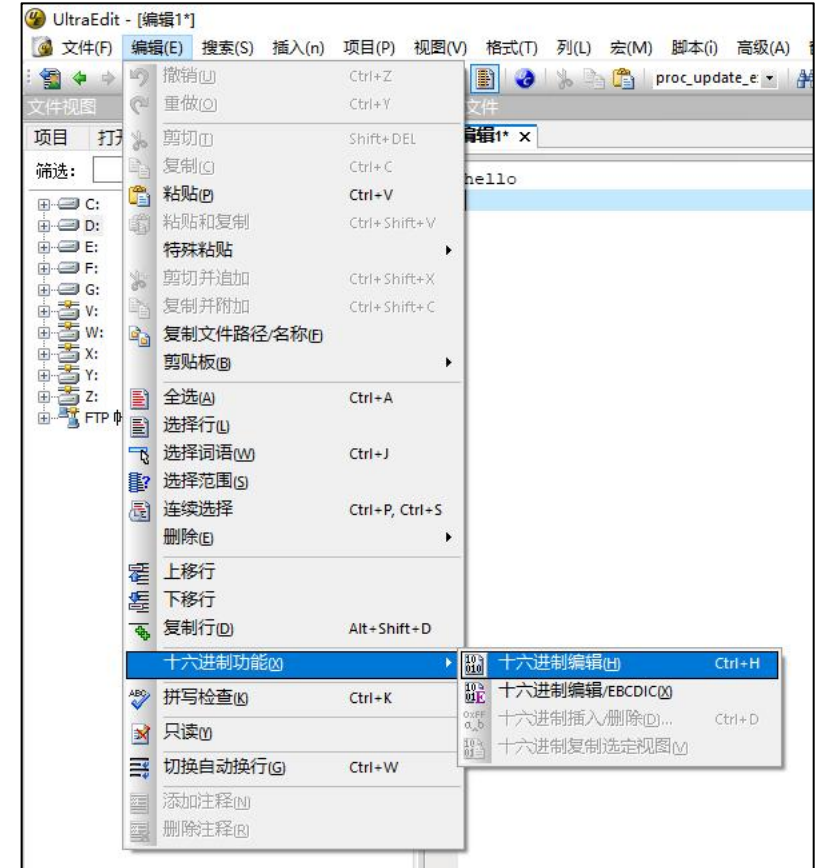 UltraEdit - [编辑1*]
文件(F) 编辑(E) 搜索(S) 插入(n) 项目(P) 视图(V) 格式(T) 列(L) 宏(M) 脚本(i) 高级(A)
proc_update_e
文件视图
文件
项目 打开
编辑1* x
筛选:
hello
C:
D:
E:
F:
G:
V:
W:
X:
Y:
Z:
FTP
撤销(U) Ctrl+Z
重做(O) Ctrl+Y
剪切(T) Shift+DEL
复制(C) Ctrl+C
粘贴(P) Ctrl+V
粘贴和复制 Ctrl+Shift+V
特殊粘贴
剪切并追加 Ctrl+Shift+X
复制并附加 Ctrl+Shift+C
复制文件路径/名称(F)
剪贴板(B)
全选(A) Ctrl+A
选择行(L)
选择词语(W) Ctrl+J
选择范围(S)
连续选择 Ctrl+P, Ctrl+S
删除(E)
上移行
下移行
复制行(D) Alt+Shift+D
十六进制功能(X)
十六进制编辑(H) Ctrl+H
十六进制编辑/EBCDIC(X)
十六进制插入/删除(D)... Ctrl+D
十六进制复制选定视图(V)
拼写检查(K) Ctrl+K
只读(Y)
切换自动换行(G) Ctrl+W
添加注释(N)
删除注释(R)